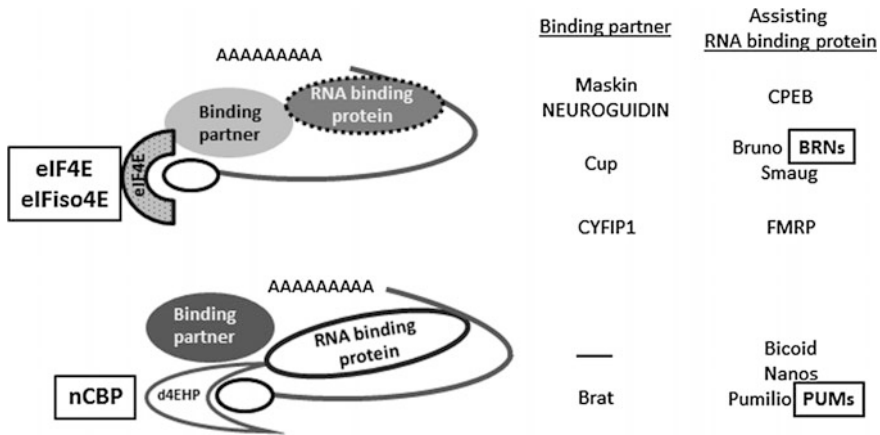 Binding partner
Assisting
RNA binding protein
AAAAAAAAA
Binding
partner
RNA binding
protein
eIF4E
eIFiso4E
eIF4E
Maskin
NEUROGUIDIN
CPEB
Cup
Bruno BRNs
Smaug
CYFIP1
FMRP
AAAAAAAAA
Binding
partner
RNA binding
protein
nCBP
d4EHP
Bicoid
Nanos
Brat
Pumilio PUMs